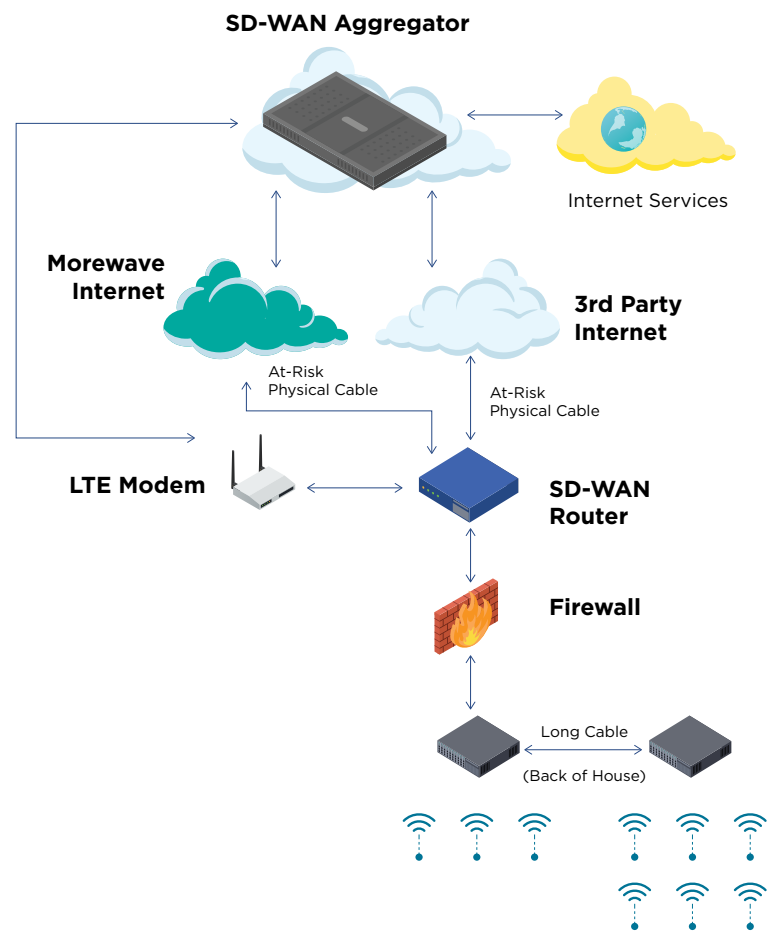 SD-WAN Aggregator
Internet Services
Morewave
Internet
3rd Party
Internet
At-Risk
Physical Cable
At-Risk
Physical Cable
LTE Modem
SD-WAN
Router
Firewall
Long Cable
(Back of House)